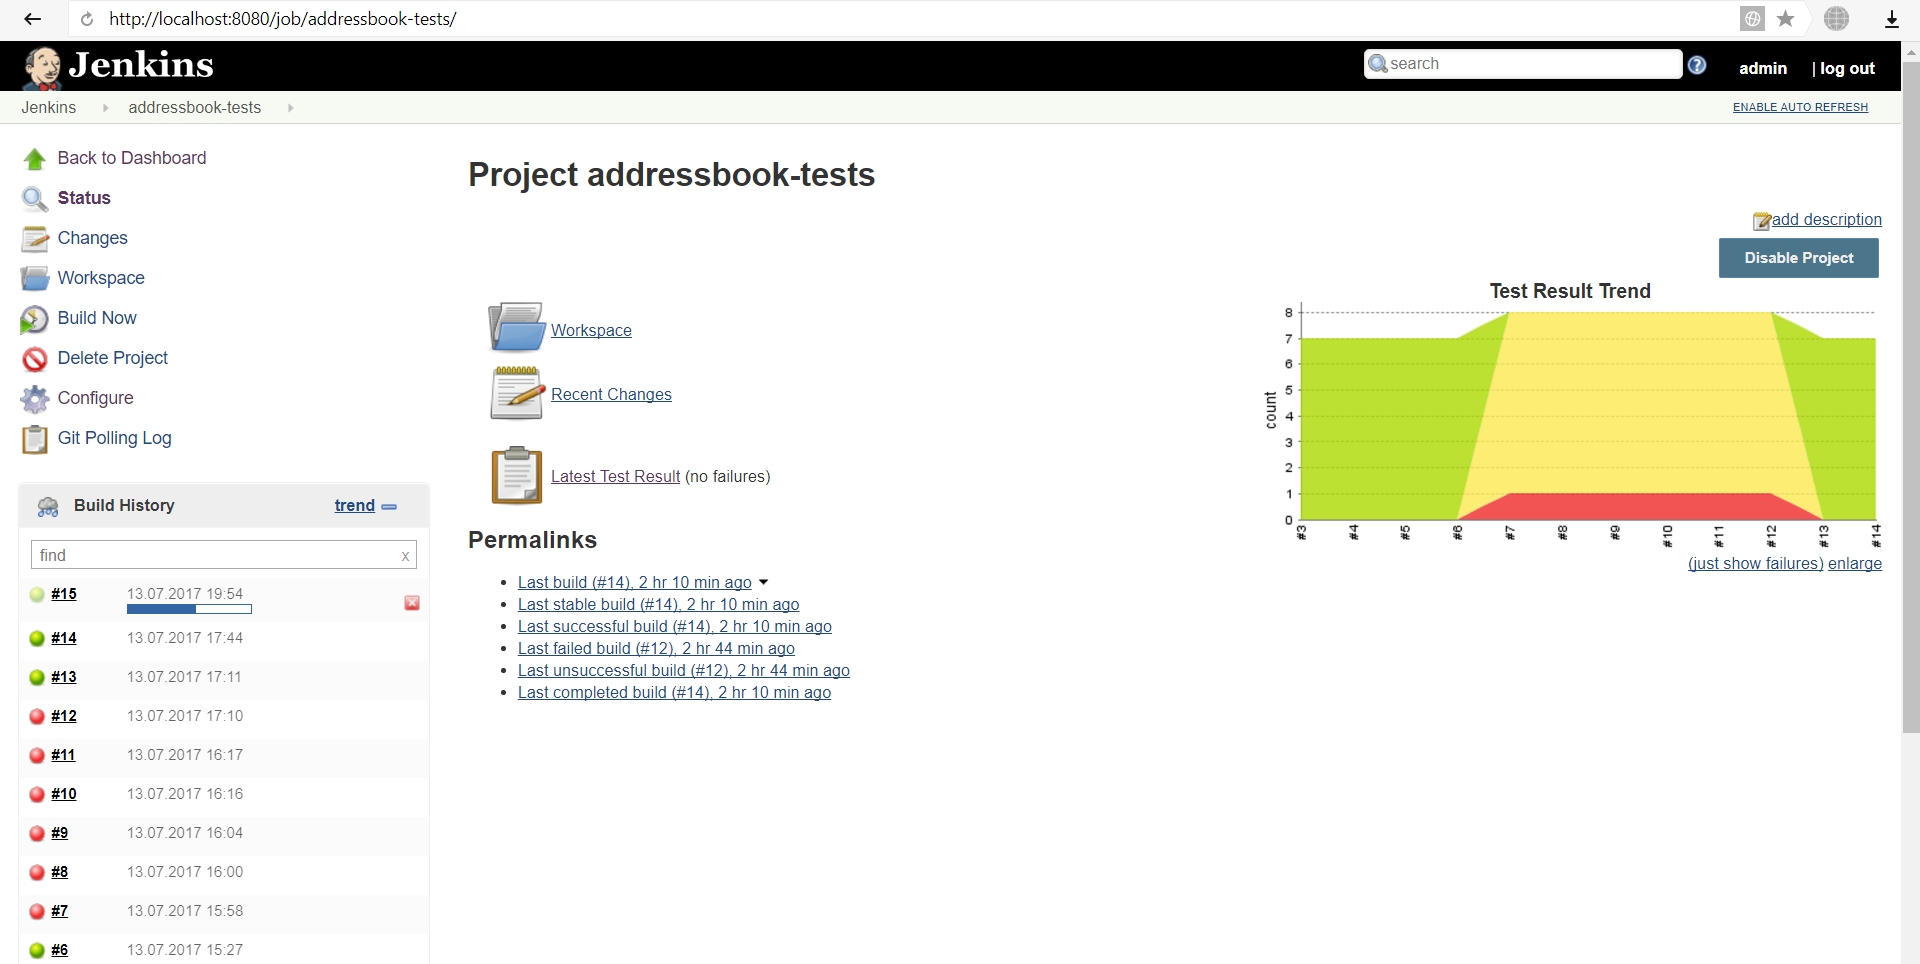 http://localhost:8080/job/addressbook-tests/
Jenkins
search
?
admin
| log out
Jenkins
addressbook-tests
ENABLE AUTO REFRESH
Back to Dashboard
Status
Changes
Workspace
Build Now
Delete Project
Configure
Git Polling Log
Build History
trend
find
x
#15 13.07.2017 19:54
#14 13.07.2017 17:44
#13 13.07.2017 17:11
#12 13.07.2017 17:10
#11 13.07.2017 16:17
#10 13.07.2017 16:16
#9 13.07.2017 16:04
#8 13.07.2017 16:00
#7 13.07.2017 15:58
#6 13.07.2017 15:27
Project addressbook-tests
add description
Disable Project
Workspace
Recent Changes
Latest Test Result (no failures)
Permalinks
Last build (#14), 2 hr 10 min ago
Last stable build (#14), 2 hr 10 min ago
Last successful build (#14), 2 hr 10 min ago
Last failed build (#12), 2 hr 44 min ago
Last unsuccessful build (#12), 2 hr 44 min ago
Last completed build (#14), 2 hr 10 min ago
Test Result Trend
8
7
6
5
4
3
2
1
0
count
#3 #4 #5 #6 #7 #8 #9 #10 #11 #12 #13 #14
(just show failures) enlarge